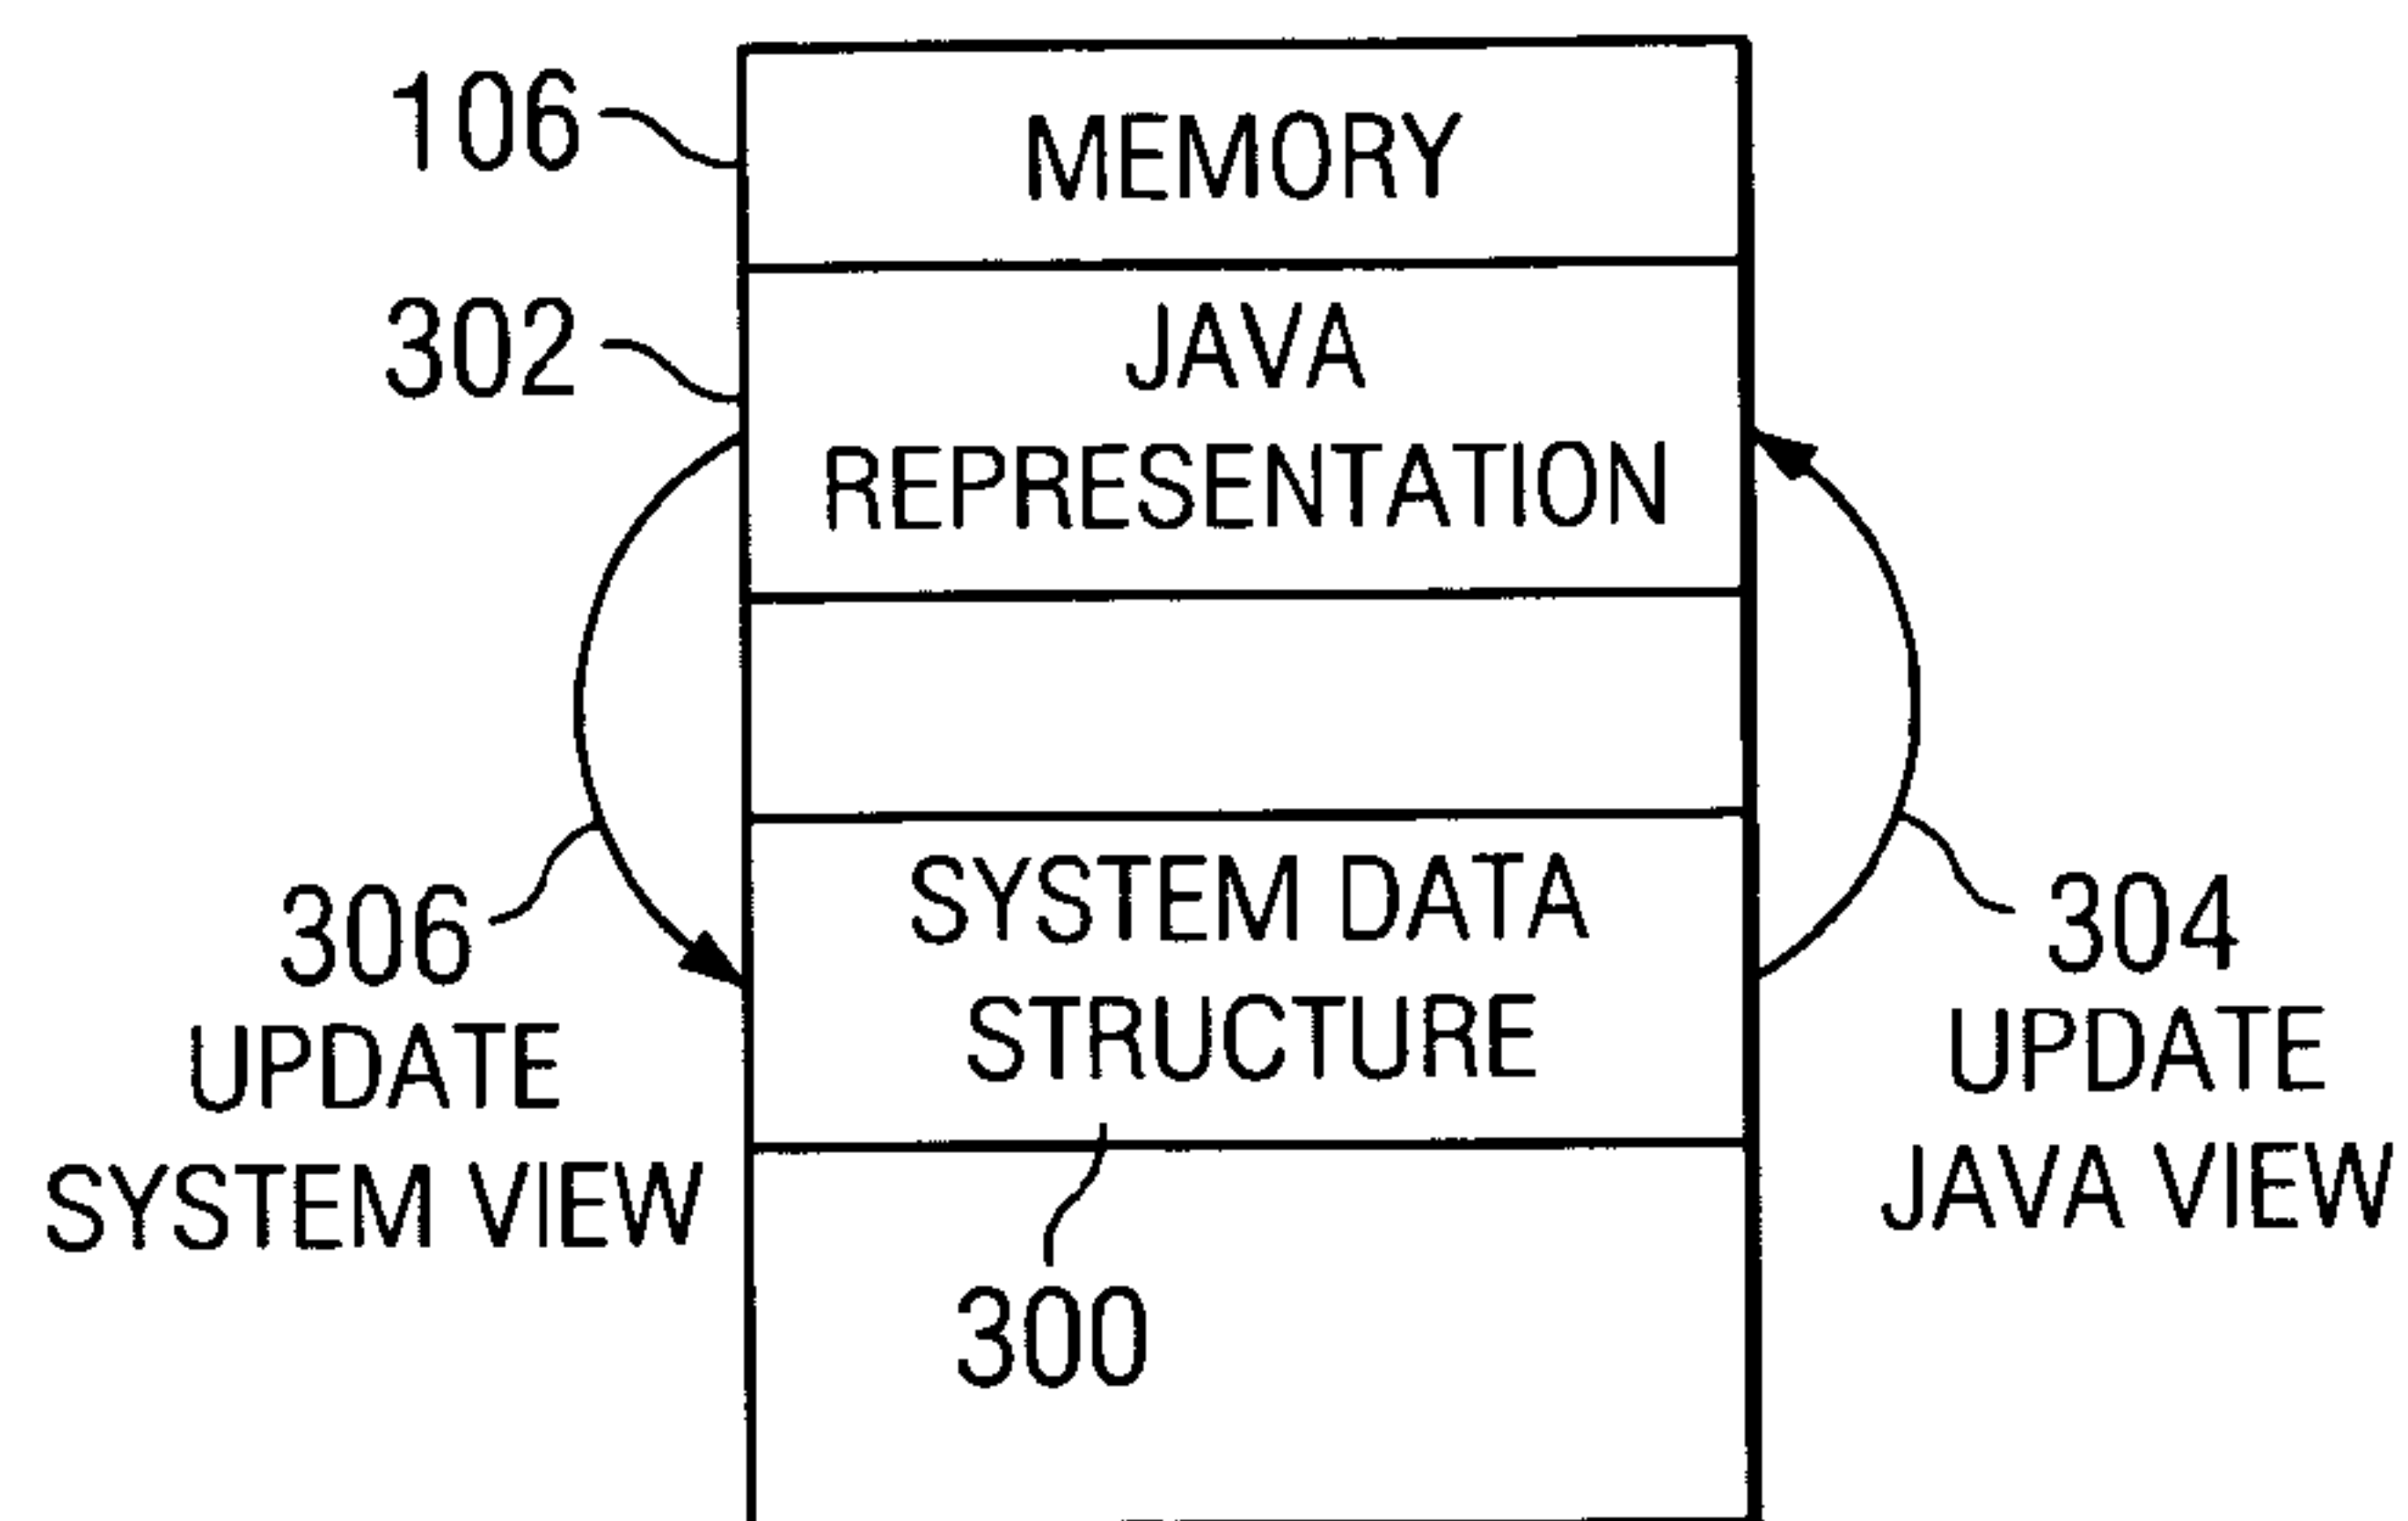 106
MEMORY
302
JAVA
REPRESENTATION
SYSTEM DATA
STRUCTURE
306
UPDATE
SYSTEM VIEW
304
UPDATE
JAVA VIEW
300